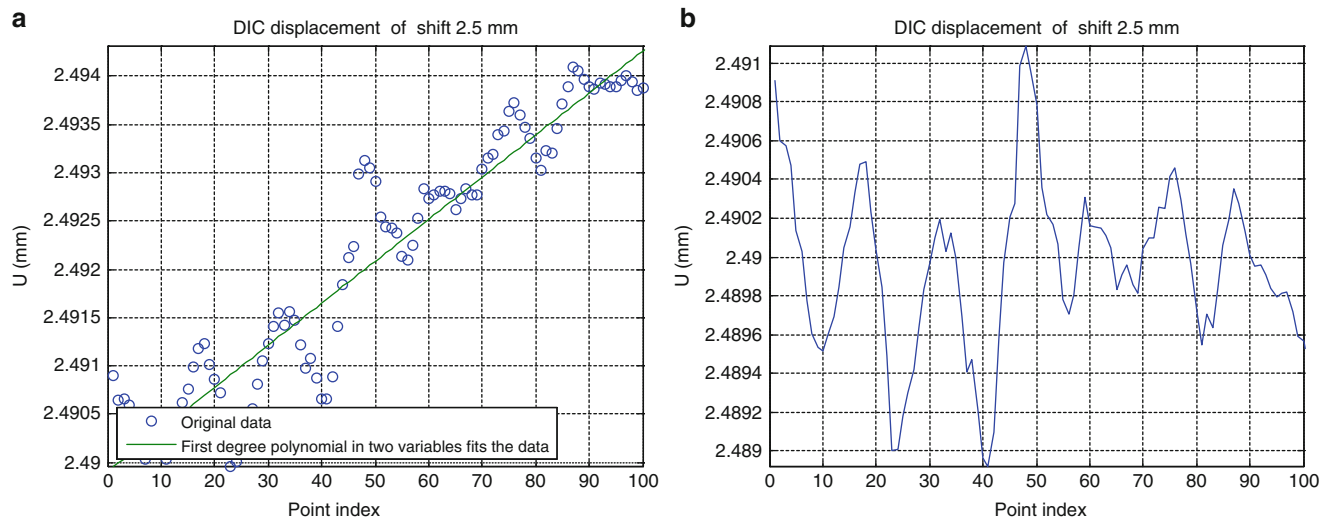 a
DIC displacement of shift 2.5 mm
2.494
2.4935
2.493
2.4925
2.492
2.4915
2.491
2.4905
2.49
U (mm)
Original data
First degree polynomial in two variables fits the data
0 10 20 30 40 50 60 70 80 90 100
Point index
b
DIC displacement of shift 2.5 mm
2.491
2.4908
2.4906
2.4904
2.4902
2.49
2.4898
2.4896
2.4894
2.4892
2.489
U (mm)
0 10 20 30 40 50 60 70 80 90 100
Point index